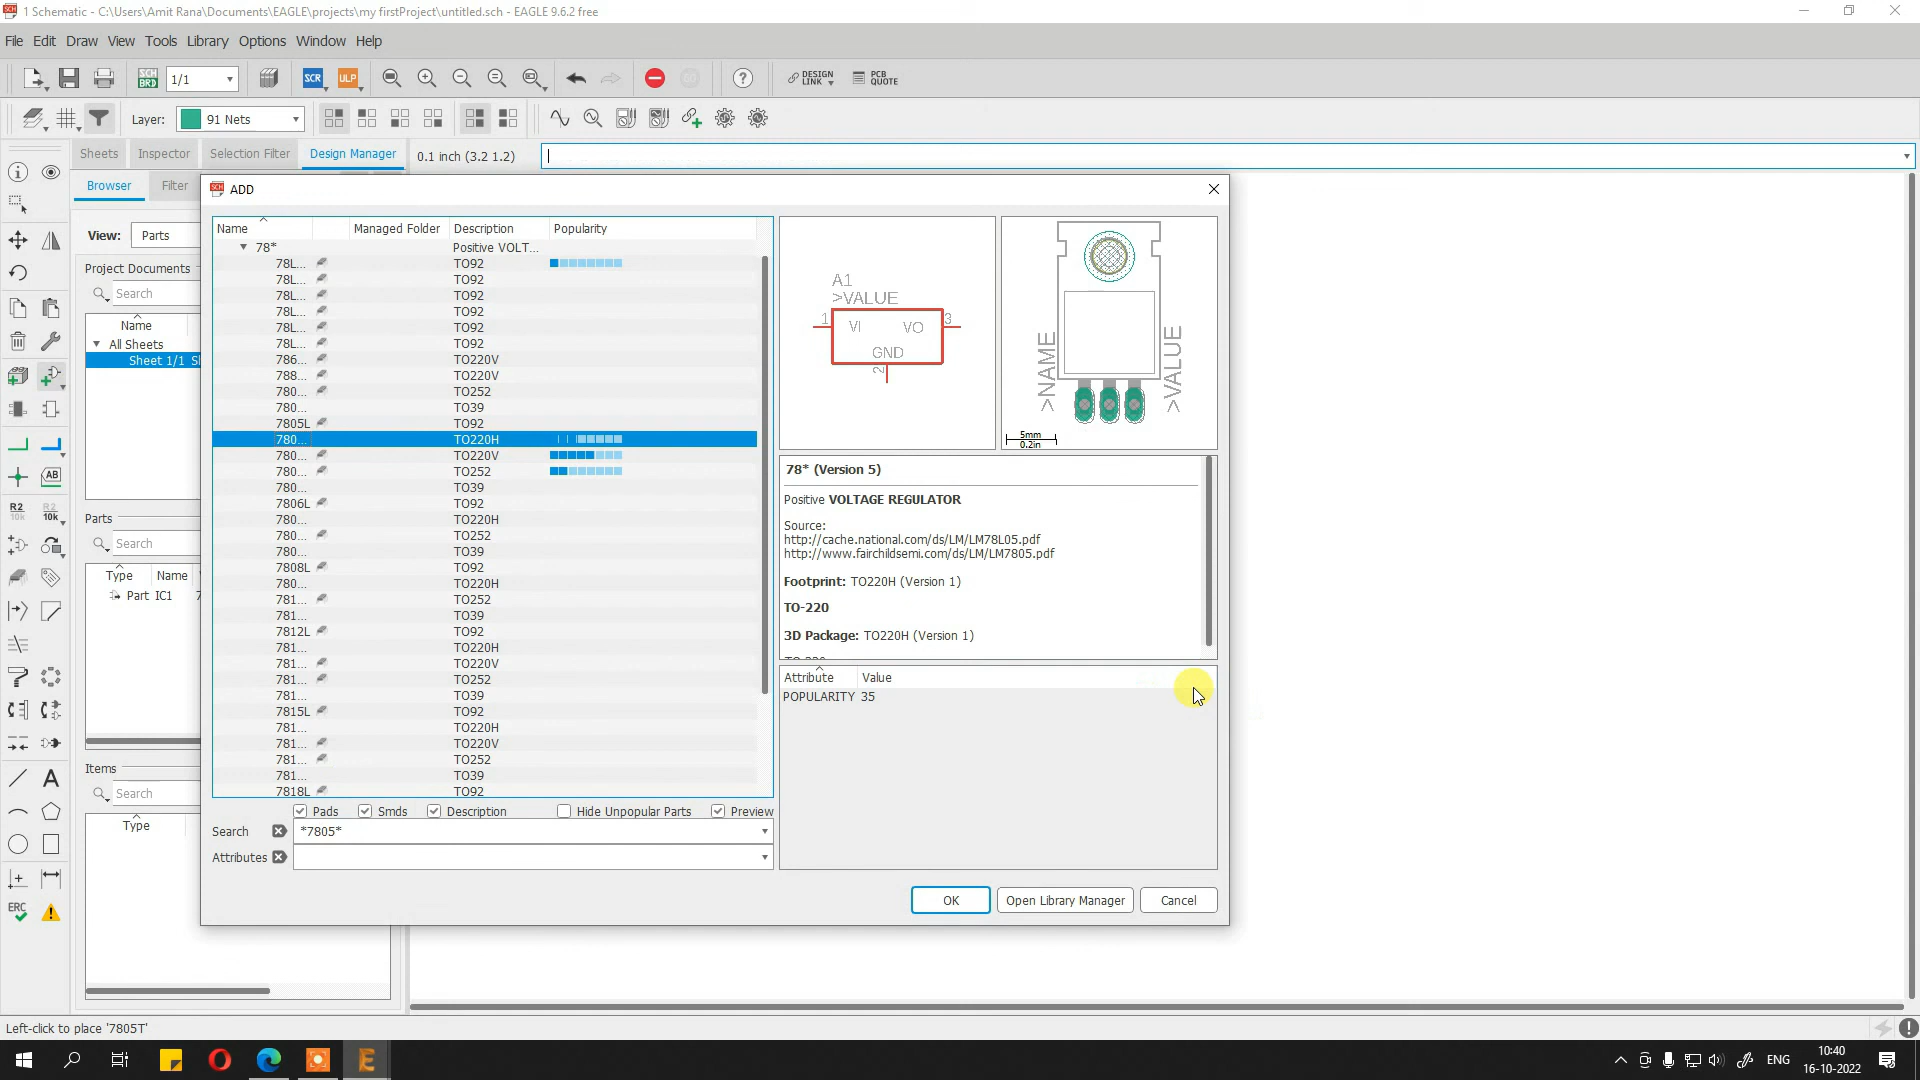 1 Schematic - C:\Users\Amit Rana\Documents\EAGLE\projects\my firstProject\untitled.sch - EAGLE 9.6.2 free
File Edit Draw View Tools Library Options Window Help
SCH BRD 1/1 SCR ULP DESIGN LINK PCB QUOTE
Layer: 91 Nets
Sheets Inspector Selection Filter Design Manager 0.1 inch (3.2 1.2)
Browser Filter
View: Parts
Project Documents
Search
Name
All Sheets
Sheet 1/1
Parts
Search
Type Name
Part IC1
Items
Search
Type
R2 10k R2 10k
ERC
ADD
Name Managed Folder Description Popularity
78* Positive VOLT...
78L... TO92
78L... TO92
78L... TO92
78L... TO92
78L... TO92
78L... TO92
786... TO220V
788... TO220V
780... TO252
780... TO39
7805L TO92
780... TO220H
780... TO220V
780... TO252
780... TO39
7806L TO92
780... TO220H
780... TO252
780... TO39
7808L TO92
780... TO220H
781... TO252
781... TO39
7812L TO92
781... TO220H
781... TO220V
781... TO252
781... TO39
7815L TO92
781... TO220H
781... TO220V
781... TO252
781... TO39
7818L TO92
Pads Smds Description Hide Unpopular Parts Preview
Search *7805*
Attributes
A1
>VALUE
1 VI VO 3
GND
2
>NAME
>VALUE
5mm
0.2in
78* (Version 5)
Positive VOLTAGE REGULATOR
Source:
http://cache.national.com/ds/LM/LM78L05.pdf
http://www.fairchildsemi.com/ds/LM/LM7805.pdf
Footprint: TO220H (Version 1)
TO-220
3D Package: TO220H (Version 1)
Attribute Value
POPULARITY 35
OK Open Library Manager Cancel
Left-click to place '7805T'
ENG 10:40
16-10-2022